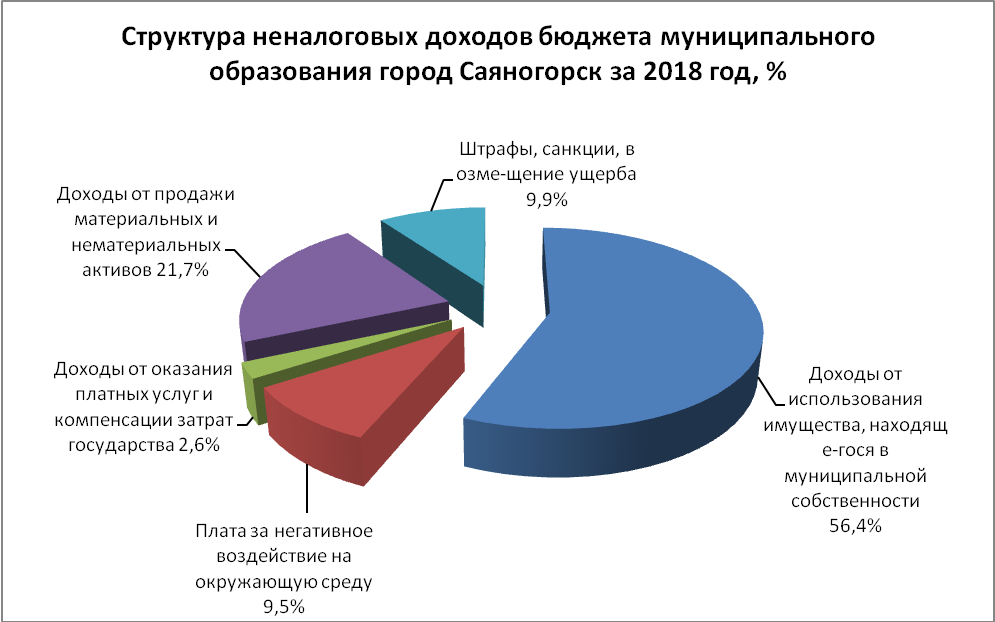 Структура неналоговых доходов бюджета муниципального
образования город Саяногорск за 2018 год, %
Штрафы, санкции, в
озме-щение ущерба
9,9%
Доходы от продажи
материальных и
нематериальных
активов 21,7%
Доходы от оказания
платных услуг и
компенсации затрат
государства 2,6%
Плата за негативное
воздействие на
окружающую среду
9,5%
Доходы от
использования
имущества, находящ
е-гося в
муниципальной
собственности
56,4%